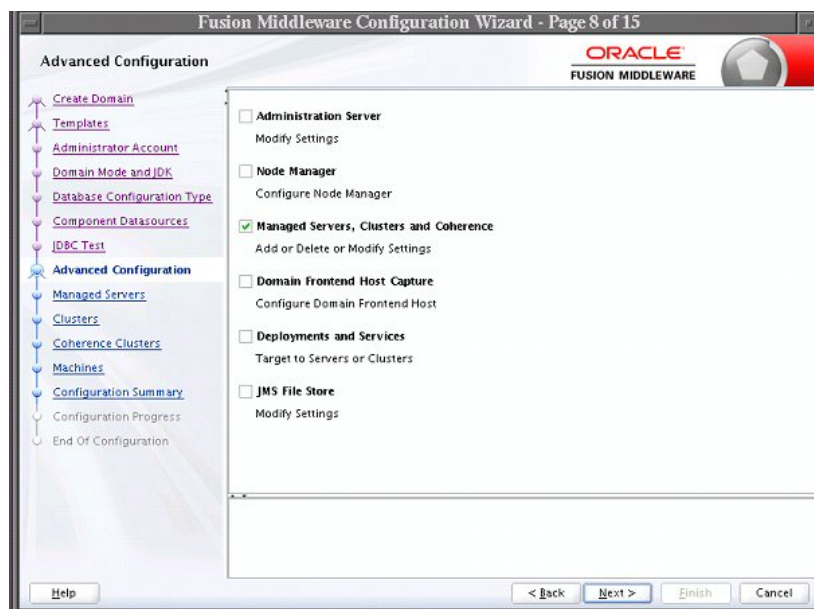 Fusion Middleware Configuration Wizard - Page 8 of 15
Advanced Configuration
ORACLE
FUSION MIDDLEWARE
Create Domain
Templates
Administrator Account
Domain Mode and JDK
Database Configuration Type
Component Datasources
JDBC Test
Advanced Configuration
Managed Servers
Clusters
Coherence Clusters
Machines
Configuration Summary
Configuration Progress
End Of Configuration
Administration Server
Modify Settings
Node Manager
Configure Node Manager
Managed Servers, Clusters and Coherence
Add or Delete or Modify Settings
Domain Frontend Host Capture
Configure Domain Frontend Host
Deployments and Services
Target to Servers or Clusters
JMS File Store
Modify Settings
Help
< Back
Next >
Finish
Cancel